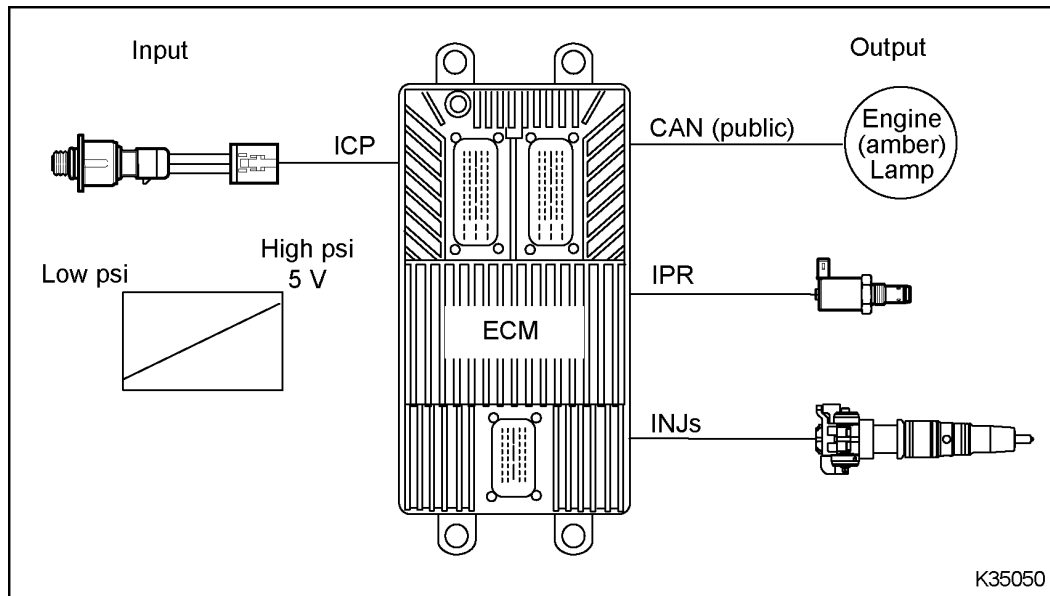 Input
Output
ICP
CAN (public)
Engine
(amber)
Lamp
Low psi
High psi
5 V
IPR
ECM
INJs
K35050